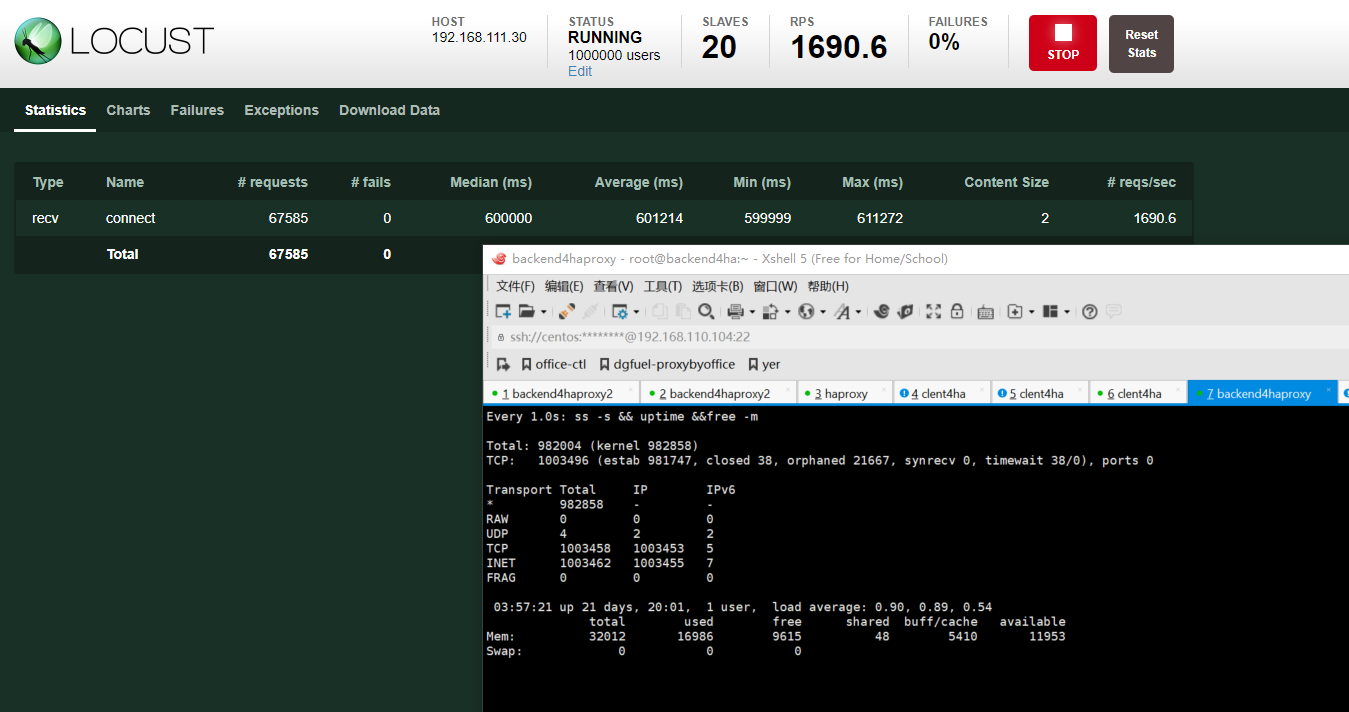 LOCUST
HOST
192.168.111.30
STATUS
RUNNING
1000000 users
Edit
SLAVES
20
RPS
1690.6
FAILURES
0%
STOP
Reset
Stats
Statistics Charts Failures Exceptions Download Data
Type Name # requests # fails Median (ms) Average (ms) Min (ms) Max (ms) Content Size # reqs/sec
recv connect 67585 0 600000 601214 599999 611272 2 1690.6
Total 67585 0
backend4haproxy - root@backend4ha:~ - Xshell 5 (Free for Home/School)
文件(F) 编辑(E) 查看(V) 工具(T) 选项卡(B) 窗口(W) 帮助(H)
ssh://centos:********@192.168.110.104:22
office-ctl dgfuel-proxybyoffice yer
1 backend4haproxy2 2 backend4haproxy2 3 haproxy 4 clent4ha 5 clent4ha 6 clent4ha 7 backend4haproxy
Every 1.0s: ss -s && uptime &&free -m
Total: 982004 (kernel 982858)
TCP: 1003496 (estab 981747, closed 38, orphaned 21667, synrecv 0, timewait 38/0), ports 0
Transport Total IP IPv6
* 982858 - -
RAW 0 0 0
UDP 4 2 2
TCP 1003458 1003453 5
INET 1003462 1003455 7
FRAG 0 0 0
03:57:21 up 21 days, 20:01, 1 user, load average: 0.90, 0.89, 0.54
total used free shared buff/cache available
Mem: 32012 16986 9615 48 5410 11953
Swap: 0 0 0